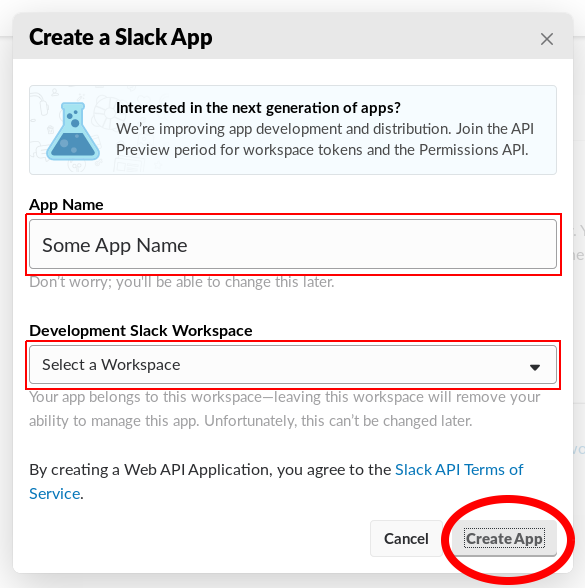 Create a Slack App
Interested in the next generation of apps?
We’re improving app development and distribution. Join the API
Preview period for workspace tokens and the Permissions API.
App Name
Some App Name
Don’t worry; you'll be able to change this later.
Development Slack Workspace
Select a Workspace
Your app belongs to this workspace—leaving this workspace will remove your
ability to manage this app. Unfortunately, this can’t be changed later.
By creating a Web API Application, you agree to the Slack API Terms of
Service.
Cancel
Create App